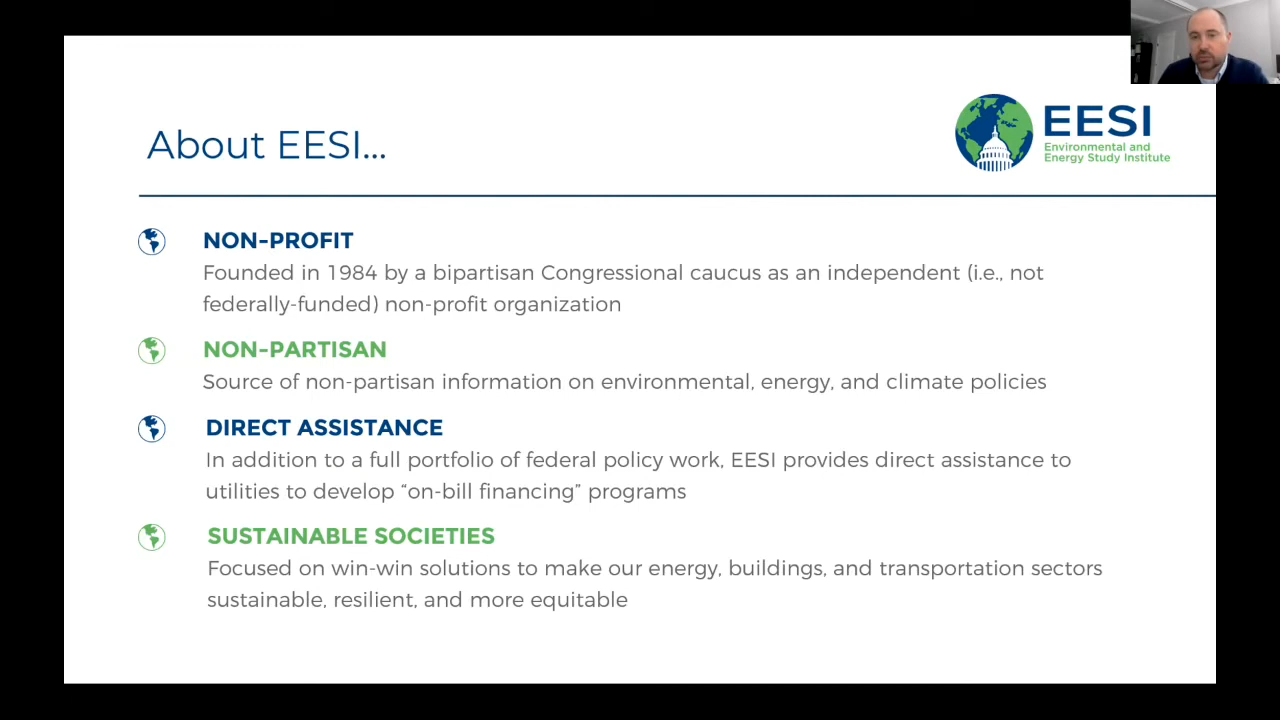 About EESI...
EESI
Environmental and
Energy Study Institute
NON-PROFIT
Founded in 1984 by a bipartisan Congressional caucus as an independent (i.e., not
federally-funded) non-profit organization
NON-PARTISAN
Source of non-partisan information on environmental, energy, and climate policies
DIRECT ASSISTANCE
In addition to a full portfolio of federal policy work, EESI provides direct assistance to
utilities to develop “on-bill financing” programs
SUSTAINABLE SOCIETIES
Focused on win-win solutions to make our energy, buildings, and transportation sectors
sustainable, resilient, and more equitable